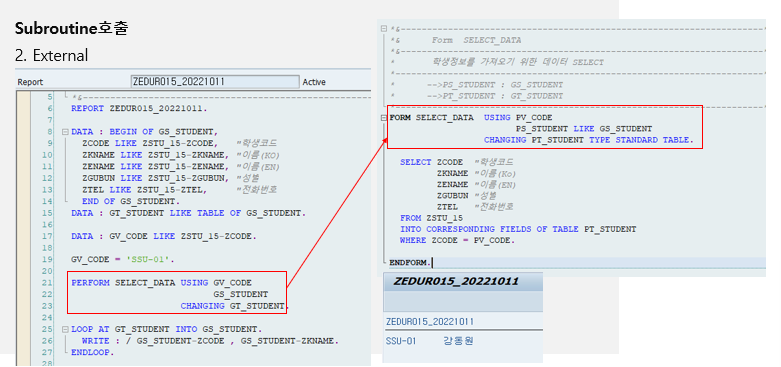 Subroutine호출
2. External
Report ZEDUR015_20221011 Active
5 *&---------------------------------------------------------------------
6 REPORT ZEDUR015_20221011.
7
8 DATA : BEGIN OF GS_STUDENT,
9 ZCODE LIKE ZSTU_15-ZCODE, "학생코드
10 ZKNAME LIKE ZSTU_15-ZKNAME, "이름(KO)
11 ZENAME LIKE ZSTU_15-ZENAME, "이름(EN)
12 ZGUBUN LIKE ZSTU_15-ZGUBUN, "성별
13 ZTEL LIKE ZSTU_15-ZTEL, "전화번호
14 END OF GS_STUDENT.
15 DATA : GT_STUDENT LIKE TABLE OF GS_STUDENT.
16
17 DATA : GV_CODE LIKE ZSTU_15-ZCODE.
18
19 GV_CODE = 'SSU-01'.
20
21 PERFORM SELECT_DATA USING GV_CODE
22 GS_STUDENT
23 CHANGING GT_STUDENT.
24
25 LOOP AT GT_STUDENT INTO GS_STUDENT.
26 WRITE : / GS_STUDENT-ZCODE , GS_STUDENT-ZKNAME.
27 ENDLOOP.
28
*&---------------------------------------------------------------------
*& Form SELECT_DATA
*&---------------------------------------------------------------------
* 학생정보를 가져오기 위한 데이터 SELECT
*----------------------------------------------------------------------
* -->PS_STUDENT : GS_STUDENT
* -->PT_STUDENT : GT_STUDENT
*----------------------------------------------------------------------
FORM SELECT_DATA USING PV_CODE
PS_STUDENT LIKE GS_STUDENT
CHANGING PT_STUDENT TYPE STANDARD TABLE.
SELECT ZCODE "학생코드
ZKNAME "이름(Ko)
ZENAME "이름(EN)
ZGUBUN "성별
ZTEL "전화번호
FROM ZSTU_15
INTO CORRESPONDING FIELDS OF TABLE PT_STUDENT
WHERE ZCODE = PV_CODE.
ENDFORM.
ZEDUR015_20221011
ZEDUR015_20221011
SSU-01 강동원